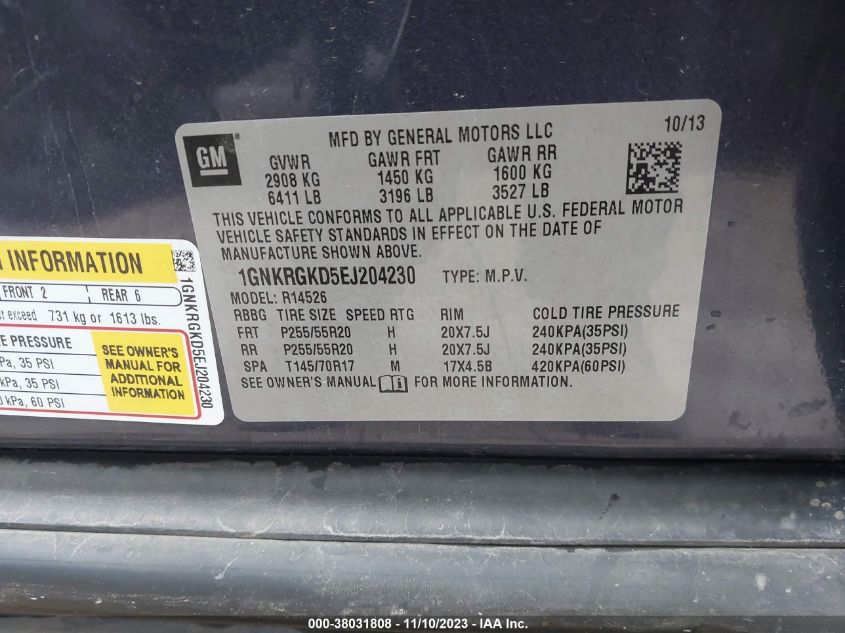 MFD BY GENERAL MOTORS LLC 10/13
GM
GVWR GAWR FRT GAWR RR
2908 KG 1450 KG 1600 KG
6411 LB 3196 LB 3527 LB
THIS VEHICLE CONFORMS TO ALL APPLICABLE U.S. FEDERAL MOTOR
VEHICLE SAFETY STANDARDS IN EFFECT ON THE DATE OF
MANUFACTURE SHOWN ABOVE.
1GNKRGKD5EJ204230 TYPE: M.P.V.
MODEL: R14526
RBBG TIRE SIZE SPEED RTG RIM COLD TIRE PRESSURE
FRT P255/55R20 H 20X7.5J 240KPA(35PSI)
RR P255/55R20 H 20X7.5J 240KPA(35PSI)
SPA T145/70R17 M 17X4.5B 420KPA(60PSI)
SEE OWNER'S MANUAL i FOR MORE INFORMATION.
INFORMATION
FRONT 2 REAR 6
exceed 731 kg or 1613 lbs.
PRESSURE
kPa, 35 PSI
kPa, 35 PSI
kPa, 60 PSI
SEE OWNER'S
MANUAL FOR
ADDITIONAL
INFORMATION
1GNKRGKD5EJ204230
000-38031808 - 11/10/2023 - IAAI, Inc.